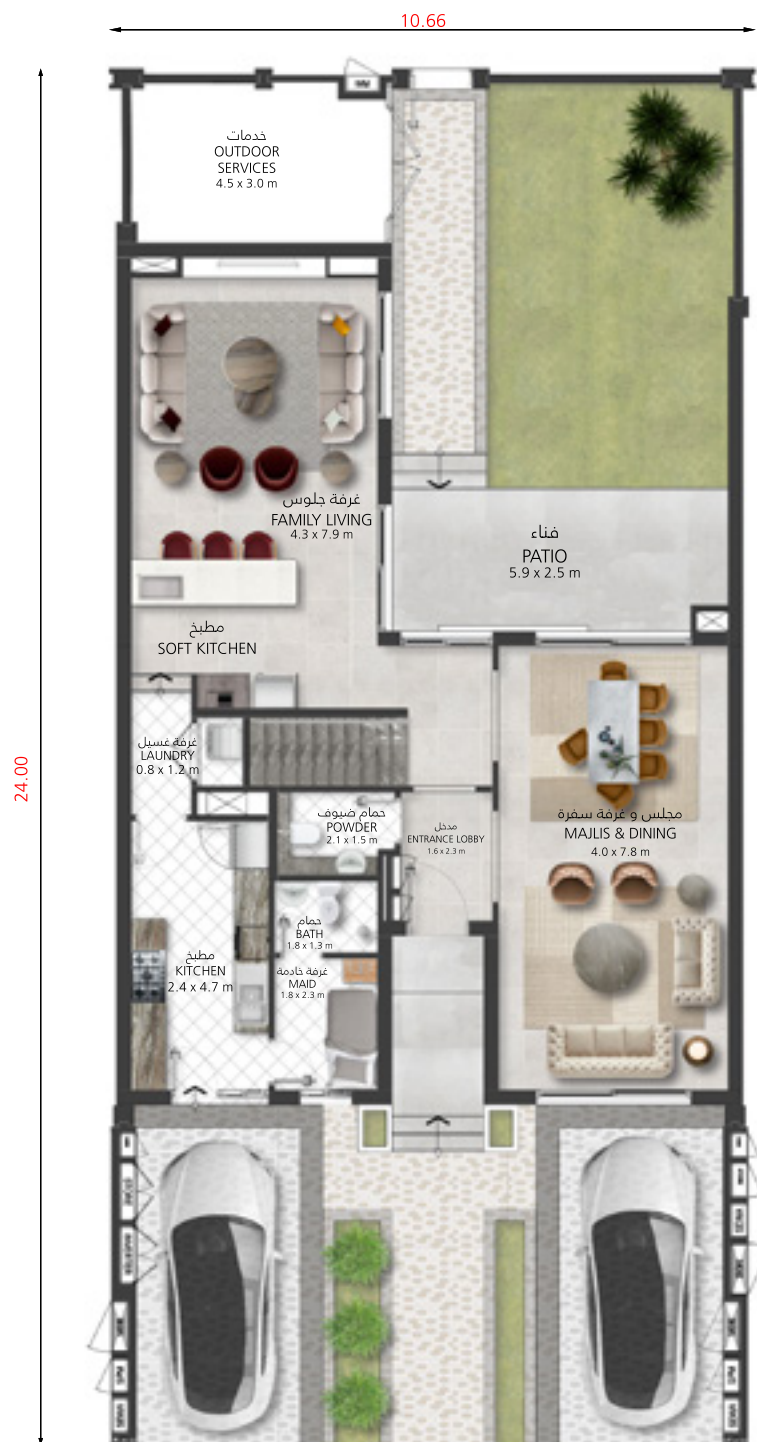 10.66
خدمات
OUTDOOR
SERVICES
4.5 x 3.0 m
غرفة جلوس
FAMILY LIVING
4.3 x 7.9 m
فناء
PATIO
5.9 x 2.5 m
مطبخ
SOFT KITCHEN
24.00
غرفة غسيل
LAUNDRY
0.8 x 1.2 m
حمام ضيوف
POWDER
2.1 x 1.5 m
مدخل
ENTRANCE LOBBY
1.6 x 2.3 m
مجلس و غرفة سفرة
MAJLIS & DINING
4.0 x 7.8 m
حمام
BATH
1.8 x 1.3 m
مطبخ
KITCHEN
2.4 x 4.7 m
غرفة خادمة
MAID
1.8 x 2.3 m